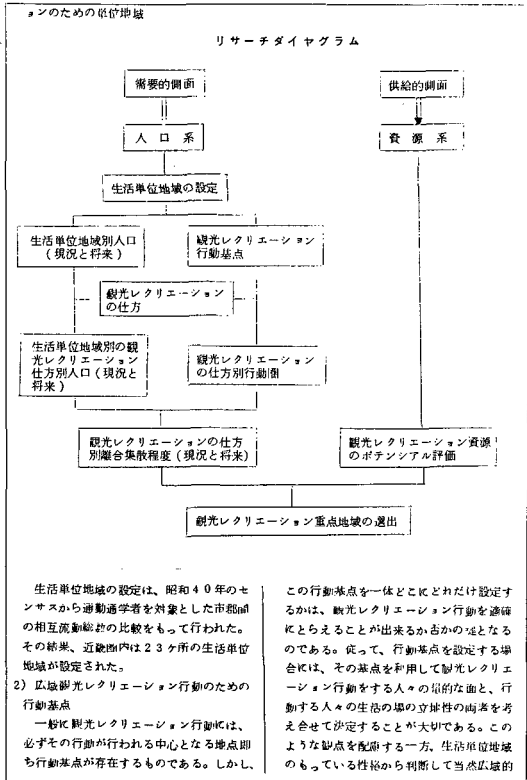 ョンのための単位地域
リサーチダイヤグラム
需要的側面
供給的側面
人口系
資源系
生活単位地域の設定
生活単位地域別人口
(現況と将来)
観光レクリエーション
行動基点
観光レクリエーション
の仕方
生活単位地域別の観
光レクリエーション
仕方別人口(現況と
将来)
観光レクリエーション
の仕方別行動圏
観光レクリエーションの仕方
別離合集散程度(現況と将来)
観光レクリエーション資源
のポテンシアル評価
観光レクリエーション重点地域の選出
生活単位地域の設定は、昭和40年のセ
ンサスから通勤通学者を対象とした市郡間
の相互流動総数の比較をもって行われた。
その結果、近畿圏内は23ヶ所の生活単位
地域が設定された。
2) 広域観光レクリエーション行動のための
行動基点
一般に観光レクリエーション行動には、
必ずその行動が行われる中心となる地点即
ち行動基点が存在するものである。しかし、
この行動基点を一体どこにどれだけ設定す
るかは、観光レクリエーション行動を適確
にとらえることが出来るか否かの要となる
のである。従って、行動基点を設定する場
合には、その基点を利用して観光レクリエ
ーション行動をする人々の量的な面と、行
動する人々の生活の場の立地性の両者を考
え合せて決定することが大切である。この
ような観点を配慮する一方、生活単位地域
のもっている性格から判断して当然広域的